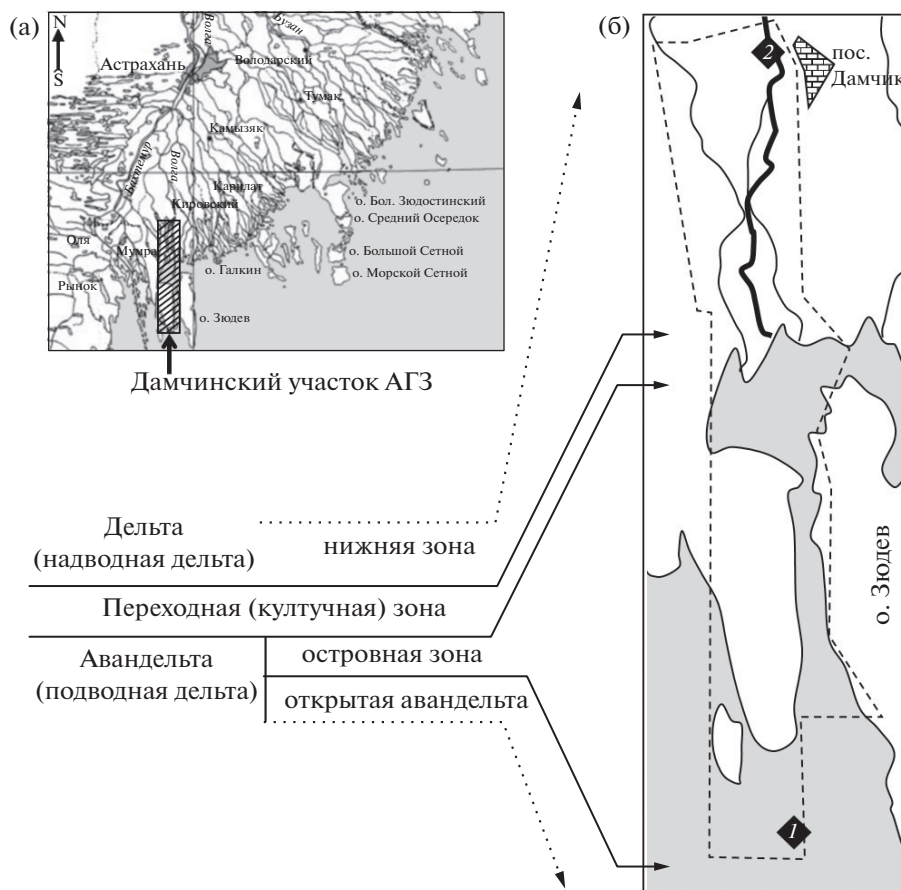 (а)
N
S
Волга
Бузан
Астрахань
Володарский
Тумак
Камызяк
Бахтемур
Волга
Карилат
Кировский
о. Бол. Зюдостинский
о. Средний Осередок
Оля
Мумра
о. Большой Сетной
о. Галкин
о. Морской Сетной
Рынок
о. Зюдев
Дамчинский участок АГЗ
Дельта
(надводная дельта)
нижняя зона
Переходная (култучная) зона
Авандельта
(подводная дельта)
островная зона
открытая авандельта
(б)
2
пос.
Дамчик
о. Зюдев
1